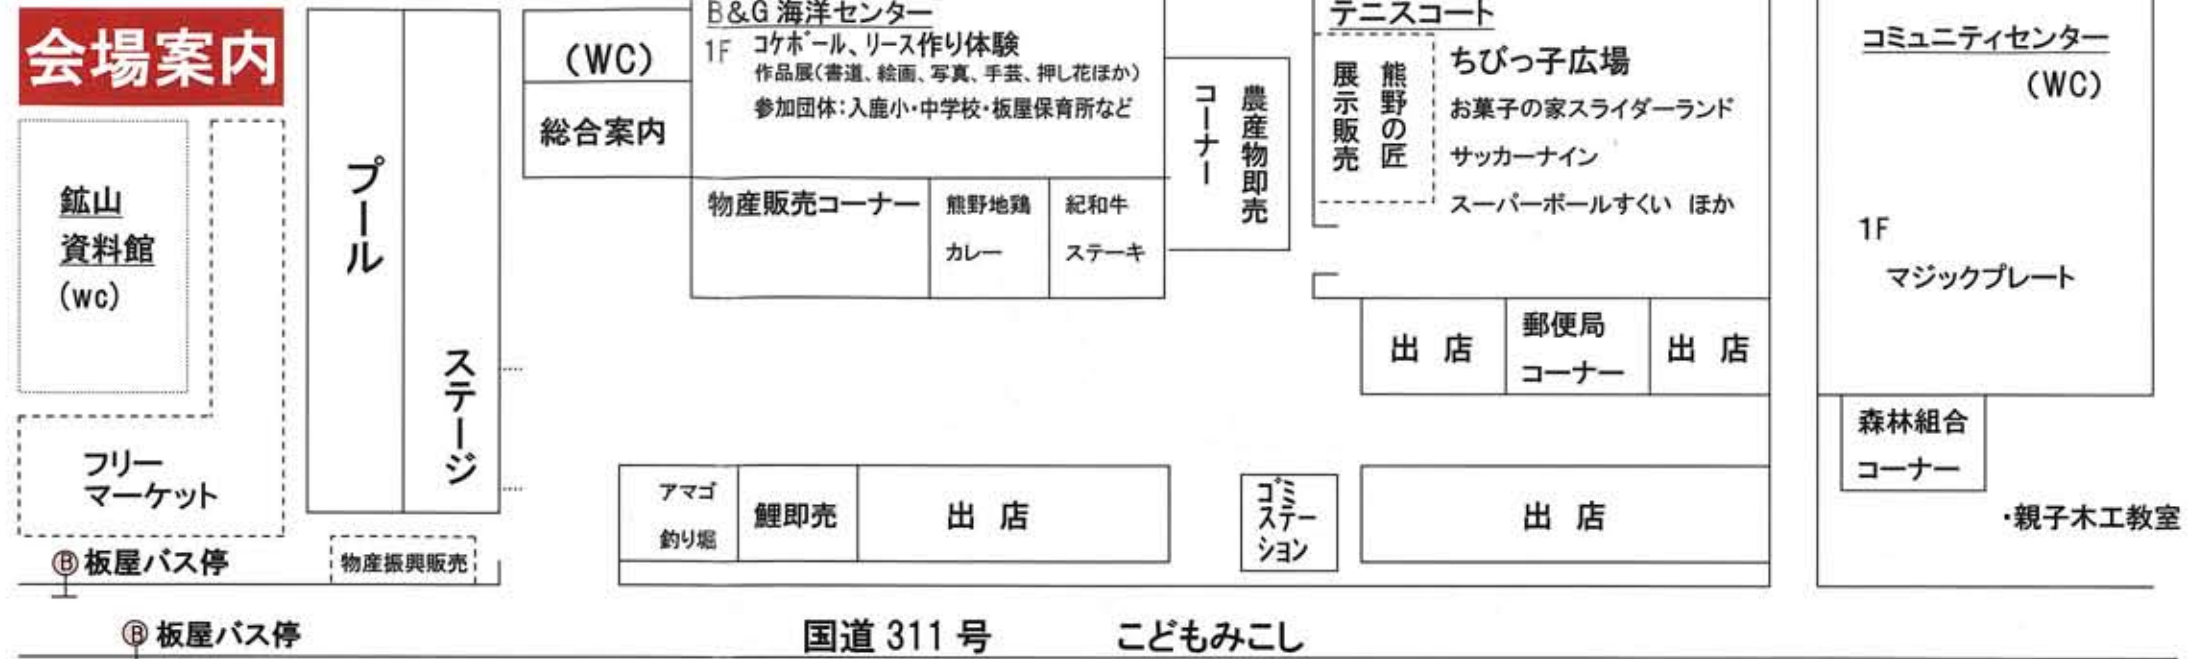 会場案内
鉱山
資料館
(wc)
フリー
マーケット
Ⓑ板屋バス停
プール
ステージ
物産振興販売
(WC)
総合案内
B&G海洋センター
1F コケボール、リース作り体験
作品展(書道、絵画、写真、手芸、押し花ほか)
参加団体:入鹿小・中学校・板屋保育所など
物産販売コーナー
熊野地鶏
カレー
紀和牛
ステーキ
農産物即売
コーナー
テニスコート
熊野の匠
展示販売
ちびっ子広場
お菓子の家スライダーランド
サッカーナイン
スーパーボールすくい ほか
出 店
郵便局
コーナー
出 店
コミュニティセンター
(WC)
1F
マジックプレート
森林組合
コーナー
・親子木工教室
アマゴ
釣り堀
鯉即売
出 店
ゴミ
ステー
ション
出 店
Ⓑ板屋バス停
国道311号 こどもみこし